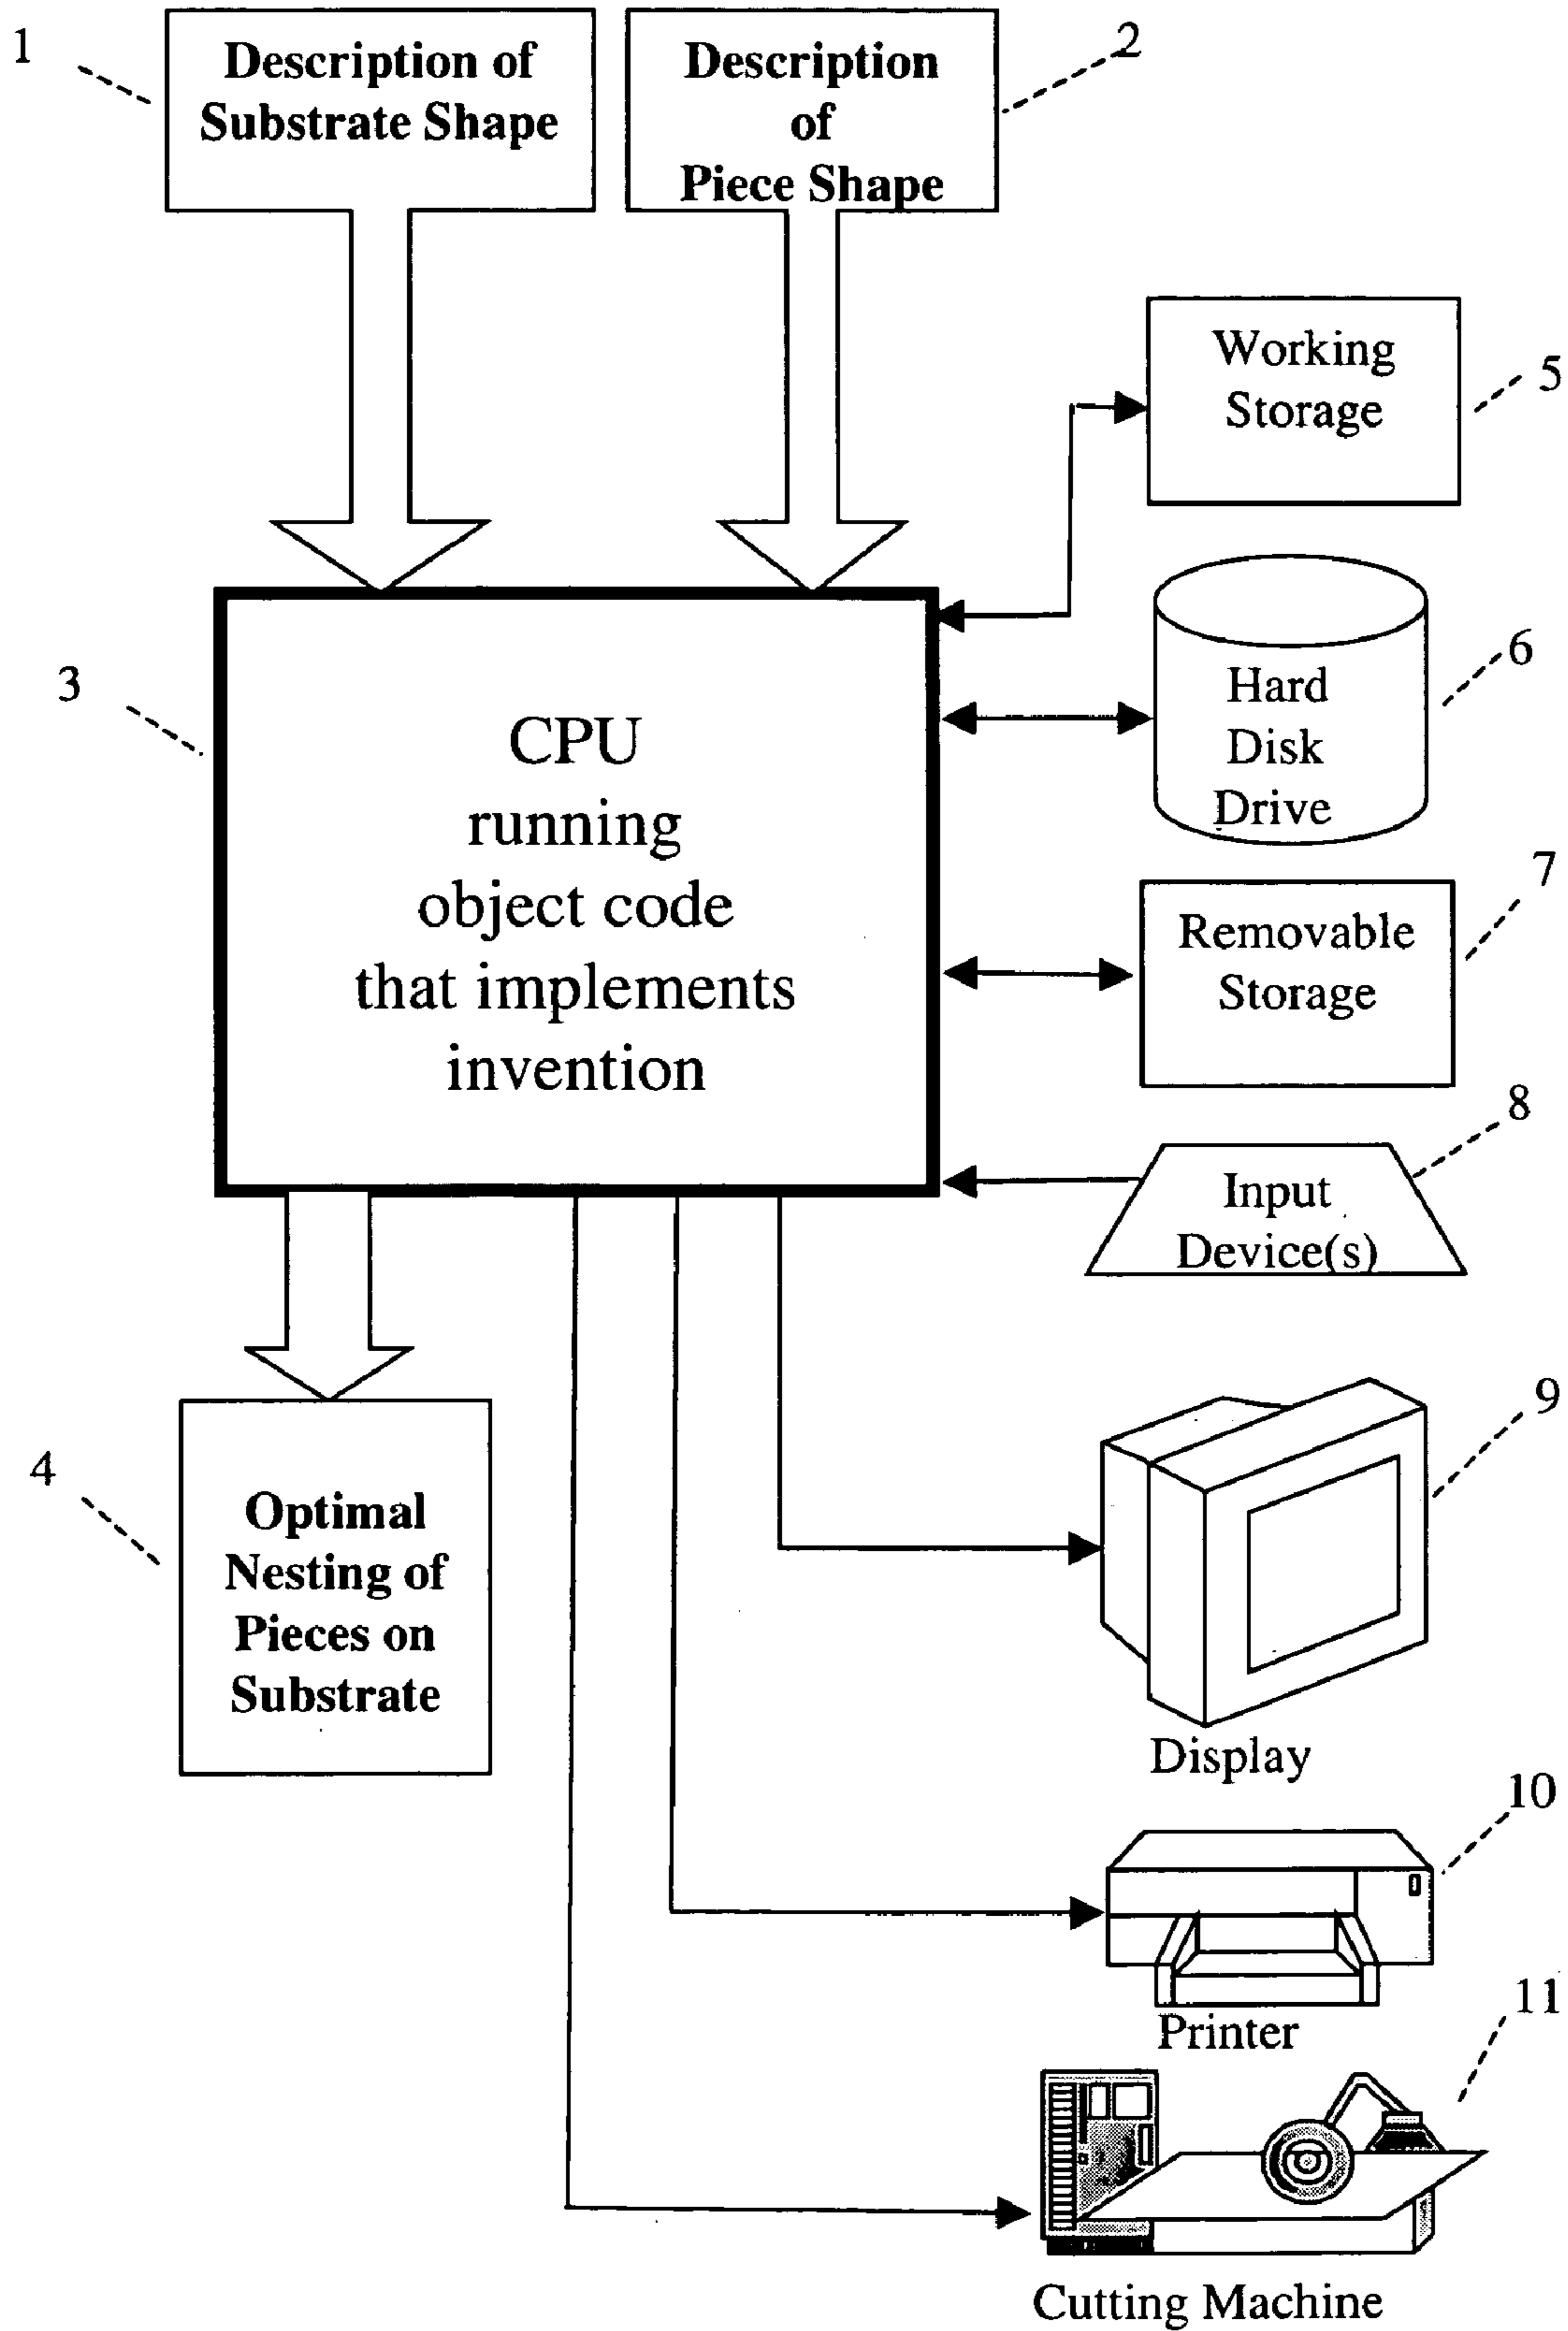 1
Description of
Substrate Shape
2
Description
of
Piece Shape
Working
Storage
5
3
CPU
running
object code
that implements
invention
Hard
Disk
Drive
6
Removable
Storage
7
Input
Device(s)
8
4
Optimal
Nesting of
Pieces on
Substrate
9
Display
10
Printer
11
Cutting Machine